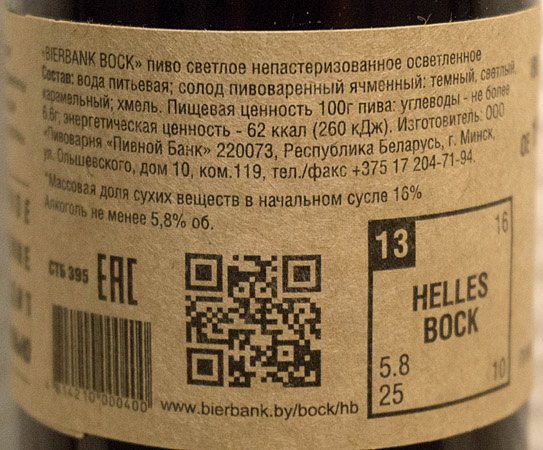 «BIERBANK BOCK» пиво светлое непастеризованное осветленное
Состав: вода питьевая; солод пивоваренный ячменный: темный, светлый,
карамельный; хмель. Пищевая ценность 100г пива: углеводы - не более
6,6г; энергетическая ценность - 62 ккал (260 кДж). Изготовитель: ООО
«Пивоварня «Пивной Банк» 220073, Республика Беларусь, г. Минск,
ул. Ольшевского, дом 10, ком.119, тел./факс +375 17 204-71-94.
*Массовая доля сухих веществ в начальном сусле 16%
Алкоголь не менее 5,8% об.
СТБ 395 ЕАС
4 814210 000400
www.bierbank.by/bock/hb
13
16
HELLES
BOCK
5.8
25
10